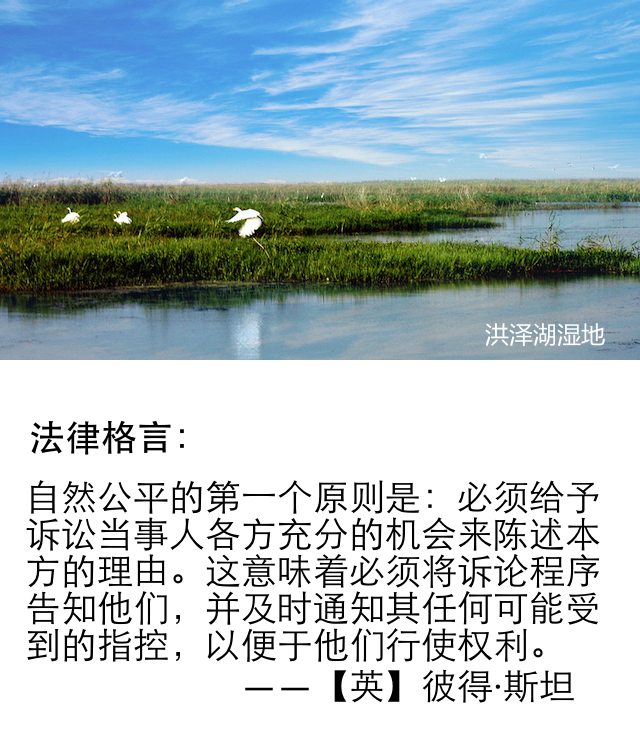 洪泽湖湿地
法律格言：
自然公平的第一个原则是：必须给予
诉讼当事人各方充分的机会来陈述本
方的理由。这意味着必须将诉论程序
告知他们，并及时通知其任何可能受
到的指控，以便于他们行使权利。
——【英】彼得·斯坦